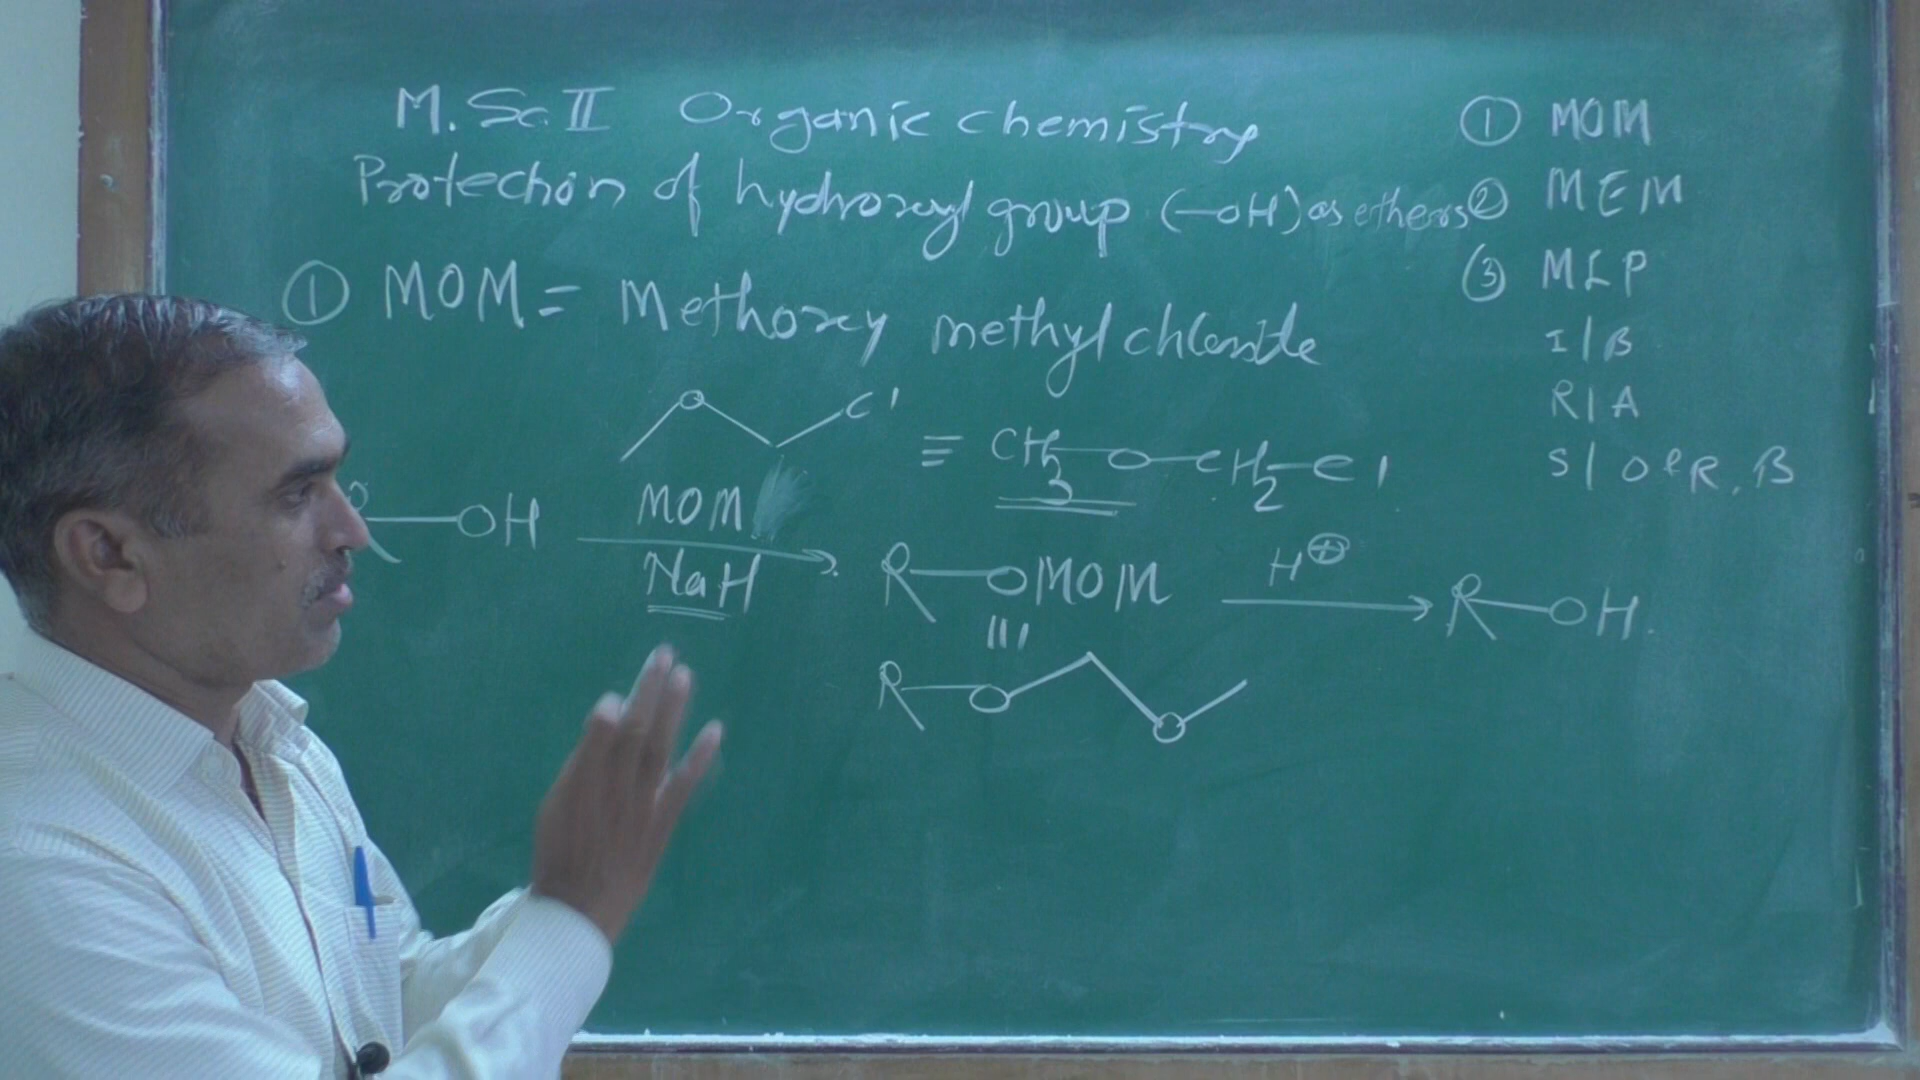 M.Sc.II Organic chemistry
Protection of hydroxyl group (-OH) as ethers
① MOM = Methoxy methyl chloride
O Cl
≡ CH3-O-CH2-Cl
R-OH
MOM
NaH
R-OMOM
H⊕
R-OH
|||
R-O O
① MOM
② MEM
③ MLP
I/B
R/A
S/ OLR, B